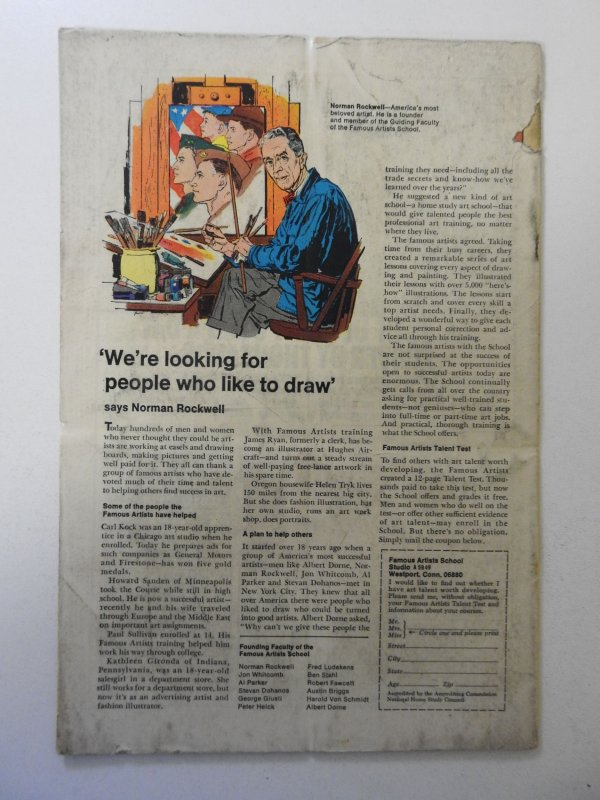 Norman Rockwell—America's most
beloved artist. He is a founder
and member of the Guiding Faculty
of the Famous Artists School.
'We're looking for
people who like to draw'
says Norman Rockwell
Today hundreds of men and women
who never thought they could be art-
ists are working at easels and drawing
boards, making pictures and getting
well paid for it. They all can thank a
group of famous artists who have de-
voted much of their time and talent
to helping others find success in art.
Some of the people the
Famous Artists have helped
Carl Kock was an 18-year-old appren-
tice in a Chicago art studio when he
enrolled. Today he prepares ads for
such companies as General Motors
and Firestone—has won five gold
medals.
Howard Sanden of Minneapolis
took the Course while still in high
school. He is now a successful artist—
recently he and his wife traveled
through Europe and the Middle East
on important art assignments.
Paul Sullivan enrolled at 14. His
Famous Artists training helped him
work his way through college.
Kathleen Gironda of Indiana,
Pennsylvania, was an 18-year-old
salesgirl in a department store. She
still works for a department store, but
now it's as an advertising artist and
fashion illustrator.
With Famous Artists training
James Ryan, formerly a clerk, has be-
come an illustrator at Hughes Air-
craft—and turns out a steady stream
of well-paying free-lance artwork in
his spare time.
Oregon housewife Helen Tryk lives
150 miles from the nearest big city.
But she does fashion illustration, has
her own studio, runs an art work
shop, does portraits.
A plan to help others
It started over 18 years ago when a
group of America's most successful
artists—men like Albert Dorne, Nor-
man Rockwell, Jon Whitcomb, Al
Parker and Stevan Dohanos—met in
New York City. They knew that all
over America there were people who
liked to draw who could be turned
into good artists. Albert Dorne asked,
"Why can't we give these people the
Founding Faculty of the
Famous Artists School
Norman Rockwell
Jon Whitcomb
Al Parker
Stevan Dohanos
George Giusti
Peter Helck
Fred Ludekens
Ben Stahl
Robert Fawcett
Austin Briggs
Harold Von Schmidt
Albert Dorne
training they need—including all the
trade secrets and know-how we've
learned over the years?"
He suggested a new kind of art
school—a home study art school—that
would give talented people the best
professional art training, no matter
where they live.
The famous artists agreed. Taking
time from their busy careers, they
created a remarkable series of art
lessons covering every aspect of draw-
ing and painting. They illustrated
their lessons with over 5,000 "here's-
how" illustrations. The lessons start
from scratch and cover every skill a
top artist needs. Finally, they de-
veloped a wonderful way to give each
student personal correction and ad-
vice all through his training.
The famous artists with the School
are not surprised at the success of
their students. The opportunities
open to successful artists today are
enormous. The School continually
gets calls from all over the country
asking for practical well-trained stu-
dents—not geniuses—who can step
into full-time or part-time art jobs.
And practical, thorough training is
what the School offers.
Famous Artists Talent Test
To find others with art talent worth
developing, the Famous Artists
created a 12-page Talent Test. Thou-
sands paid to take this test, but now
the School offers and grades it free.
Men and women who do well on the
test—or offer other sufficient evidence
of art talent—may enroll in the
School. But there's no obligation.
Simply mail the coupon below.
Famous Artists School
Studio
Westport, Conn. 06880
I would like to find out whether I
have art talent worth developing.
Please send me, without obligation,
your Famous Artists Talent Test and
information about your courses.
Mr.
Mrs.
Miss ← Circle one and please print
Street
City
State
Age Zip
Accredited by the Accrediting Commission
National Home Study Council